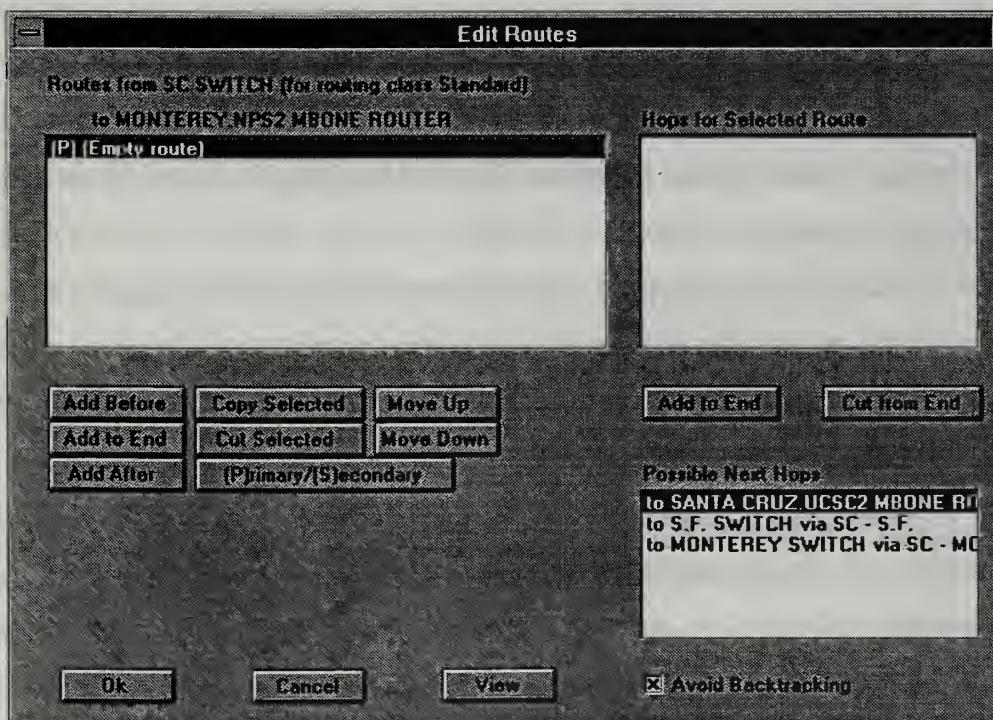 Edit Routes
Routes from SC SWITCH (for routing class Standard)
to MONTEREY.NPS2 MBONE ROUTER
(P) (Empty route)
Hops for Selected Route
Add Before
Copy Selected
Move Up
Add to End
Cut Selected
Move Down
Add After
(P)rimary/(S)econdary
Add to End
Cut from End
Possible Next Hops
to SANTA CRUZ.UCSC2 MBONE RO
to S.F. SWITCH via SC - S.F.
to MONTEREY SWITCH via SC - MO
Ok
Cancel
View
Avoid Backtracking